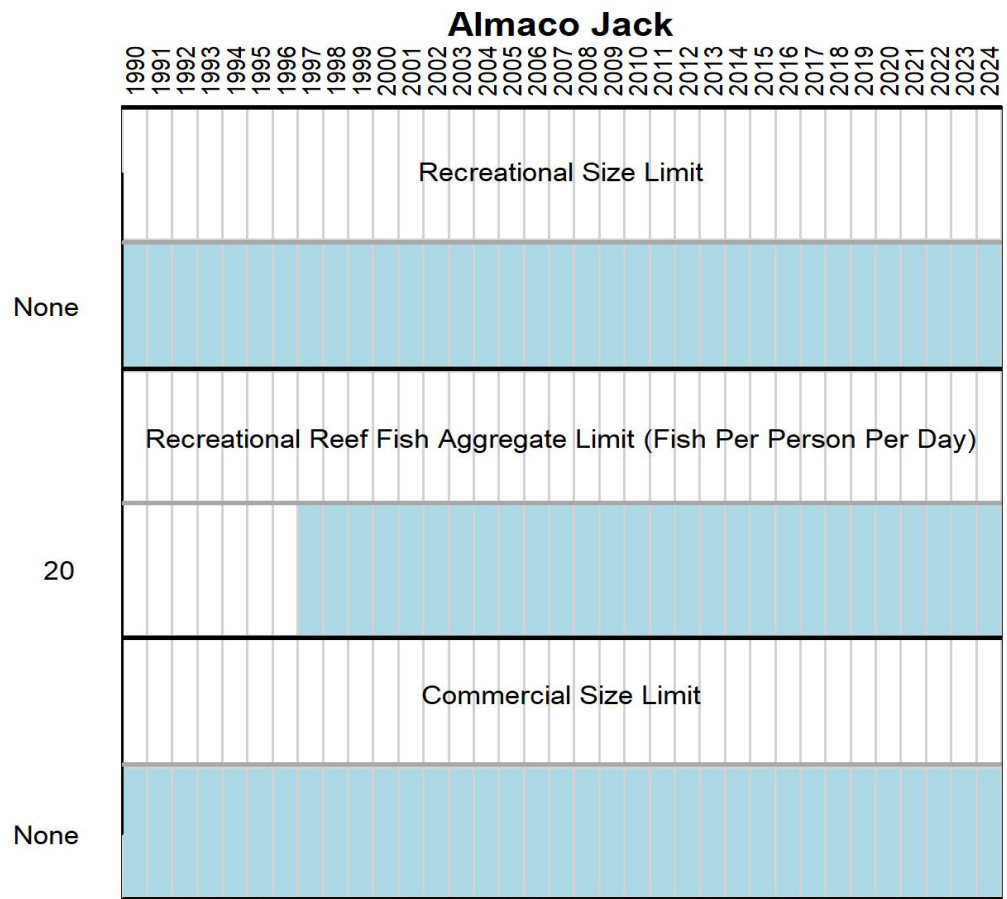 Almaco Jack
1990 1991 1992 1993 1994 1995 1996 1997 1998 1999 2000 2001 2002 2003 2004 2005 2006 2007 2008 2009 2010 2011 2012 2013 2014 2015 2016 2017 2018 2019 2020 2021 2022 2023 2024
Recreational Size Limit
None
Recreational Reef Fish Aggregate Limit (Fish Per Person Per Day)
20
Commercial Size Limit
None